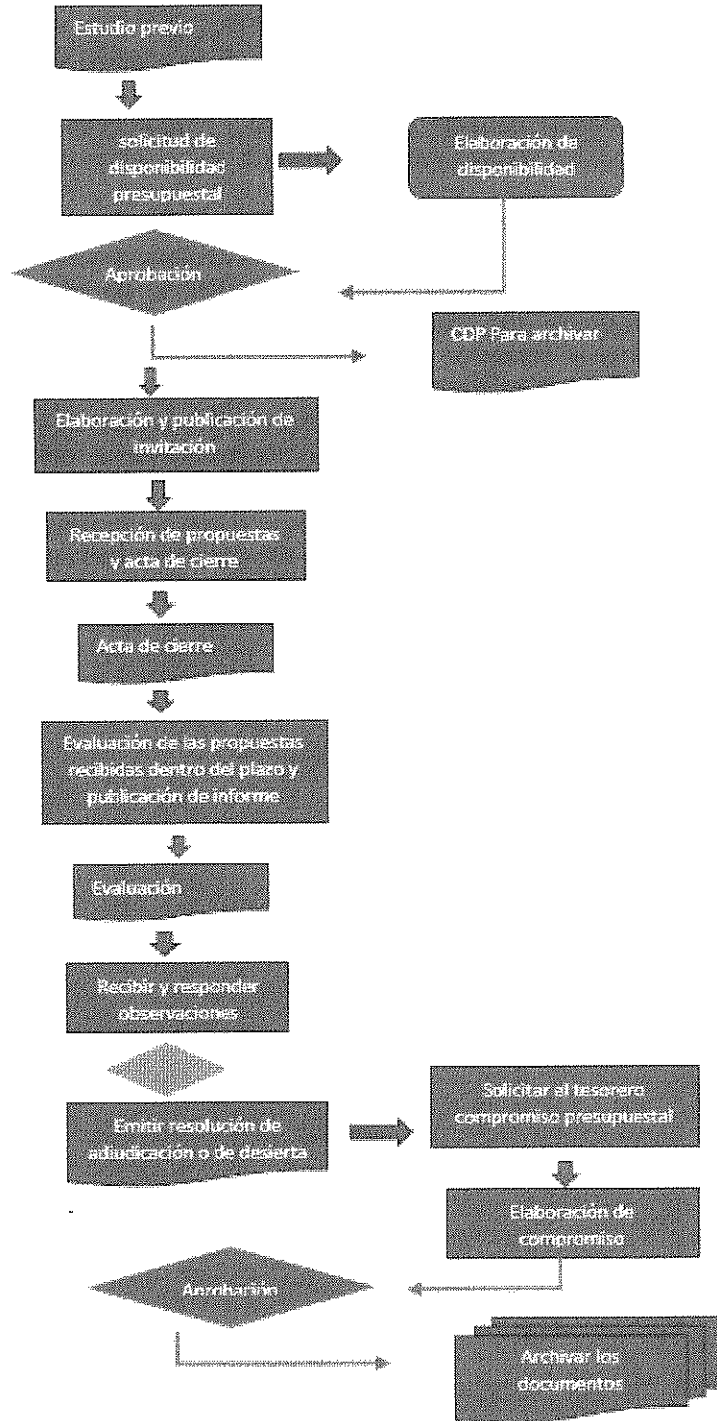 Estudio previo
solicitud de
disponibilidad
presupuestal
Elaboración de
disponibilidad
Aprobación
CDP Para archivar
Elaboración y publicación de
invitación
Recepción de propuestas
y acta de cierre
Acta de cierre
Evaluación de las propuestas
recibidas dentro del plazo y
publicación de informe
Evaluación
Recibir y responder
observaciones
Emitir resolución de
adjudicación o de desierta
Solicitar al tesorero
compromiso presupuestal
Elaboración de
compromiso
Aprobación
Archivar los
documentos